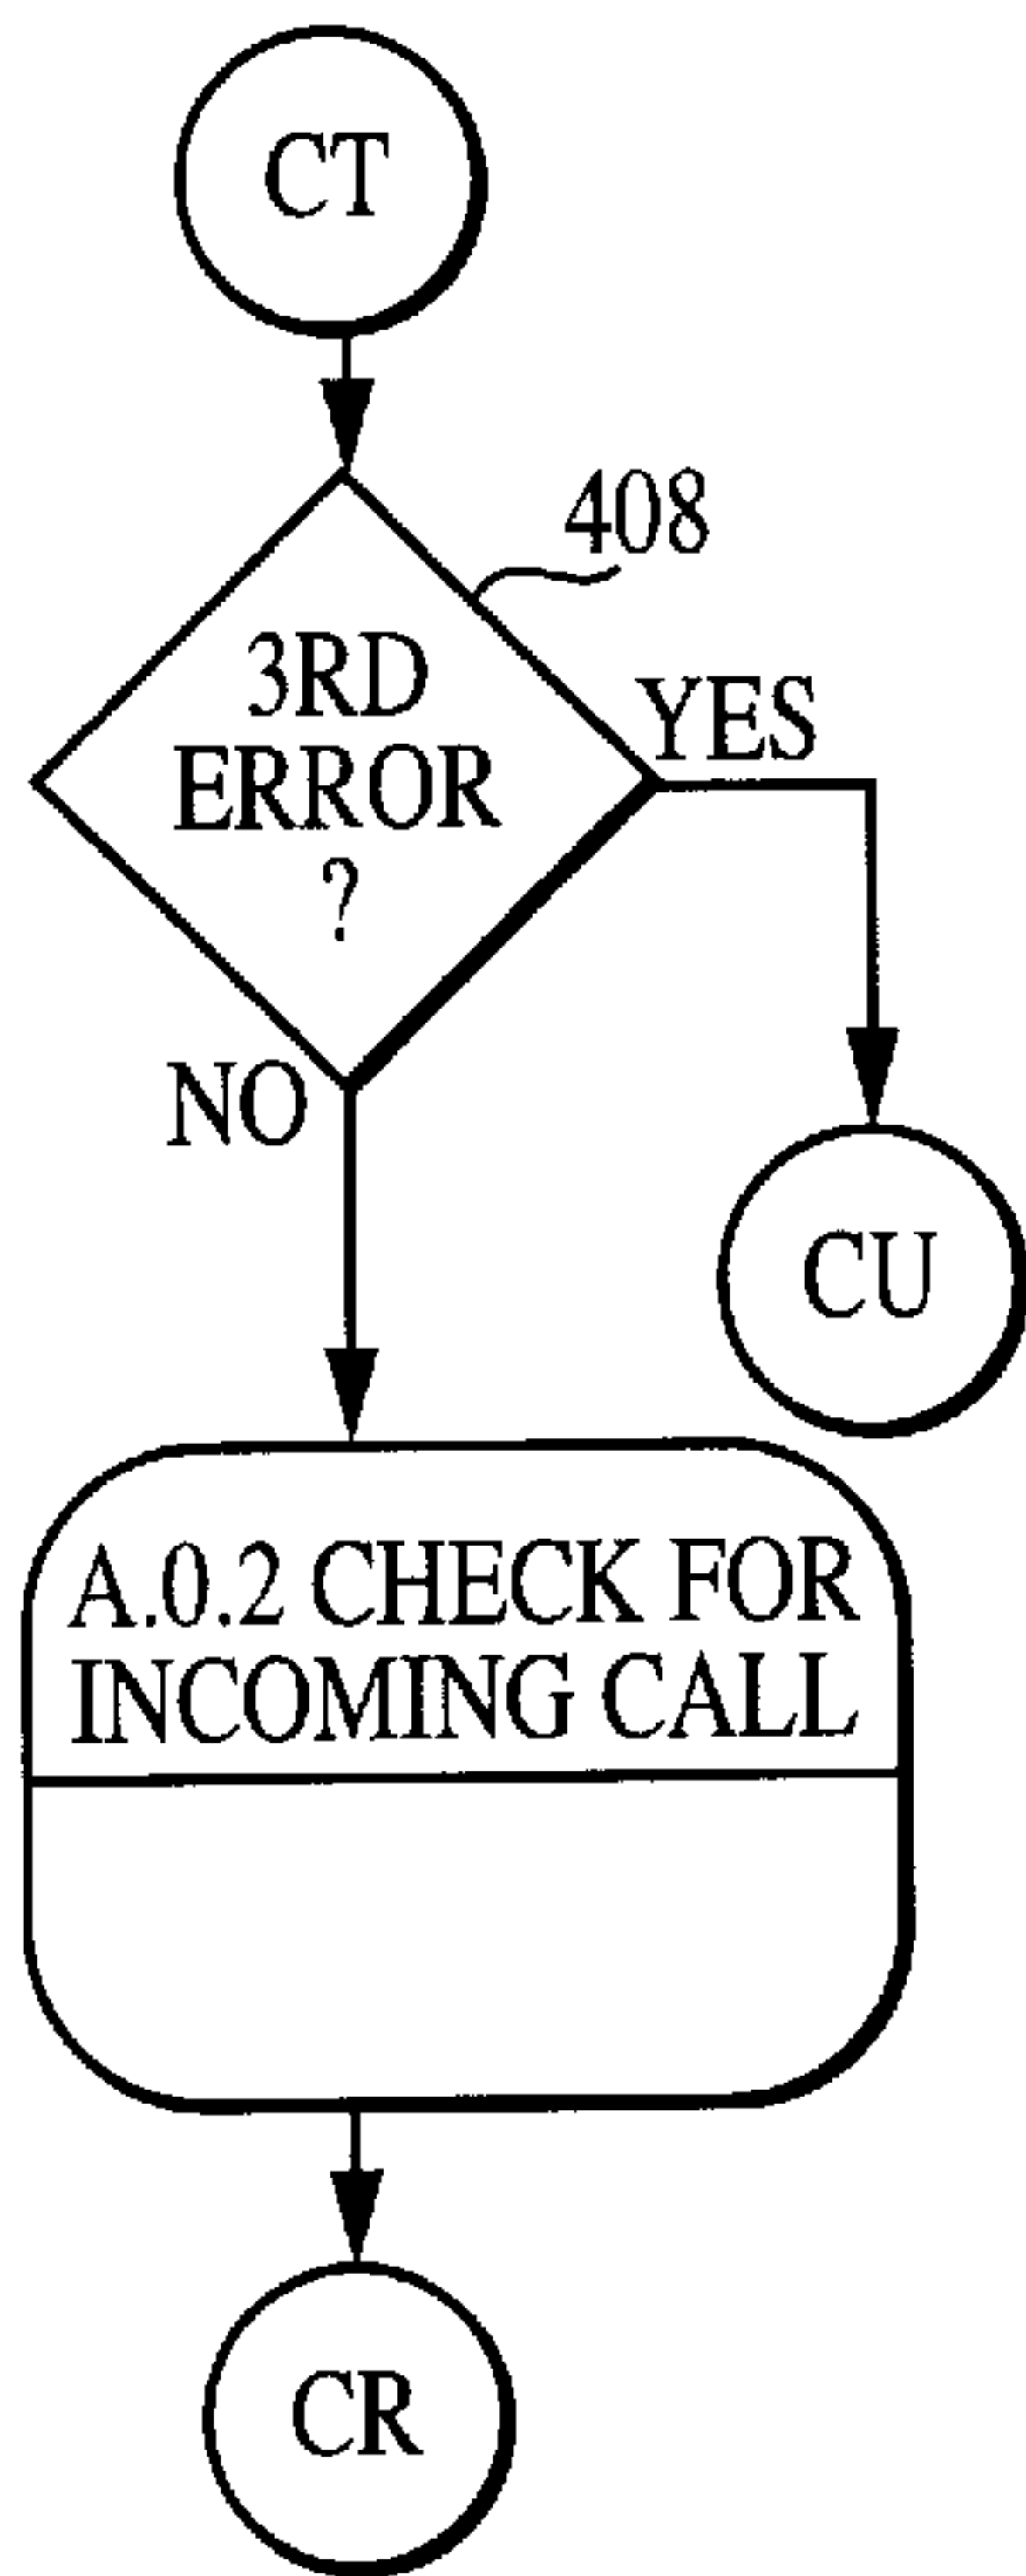 CT
408
3RD
ERROR
?
YES
NO
CU
A.0.2 CHECK FOR
INCOMING CALL
CR